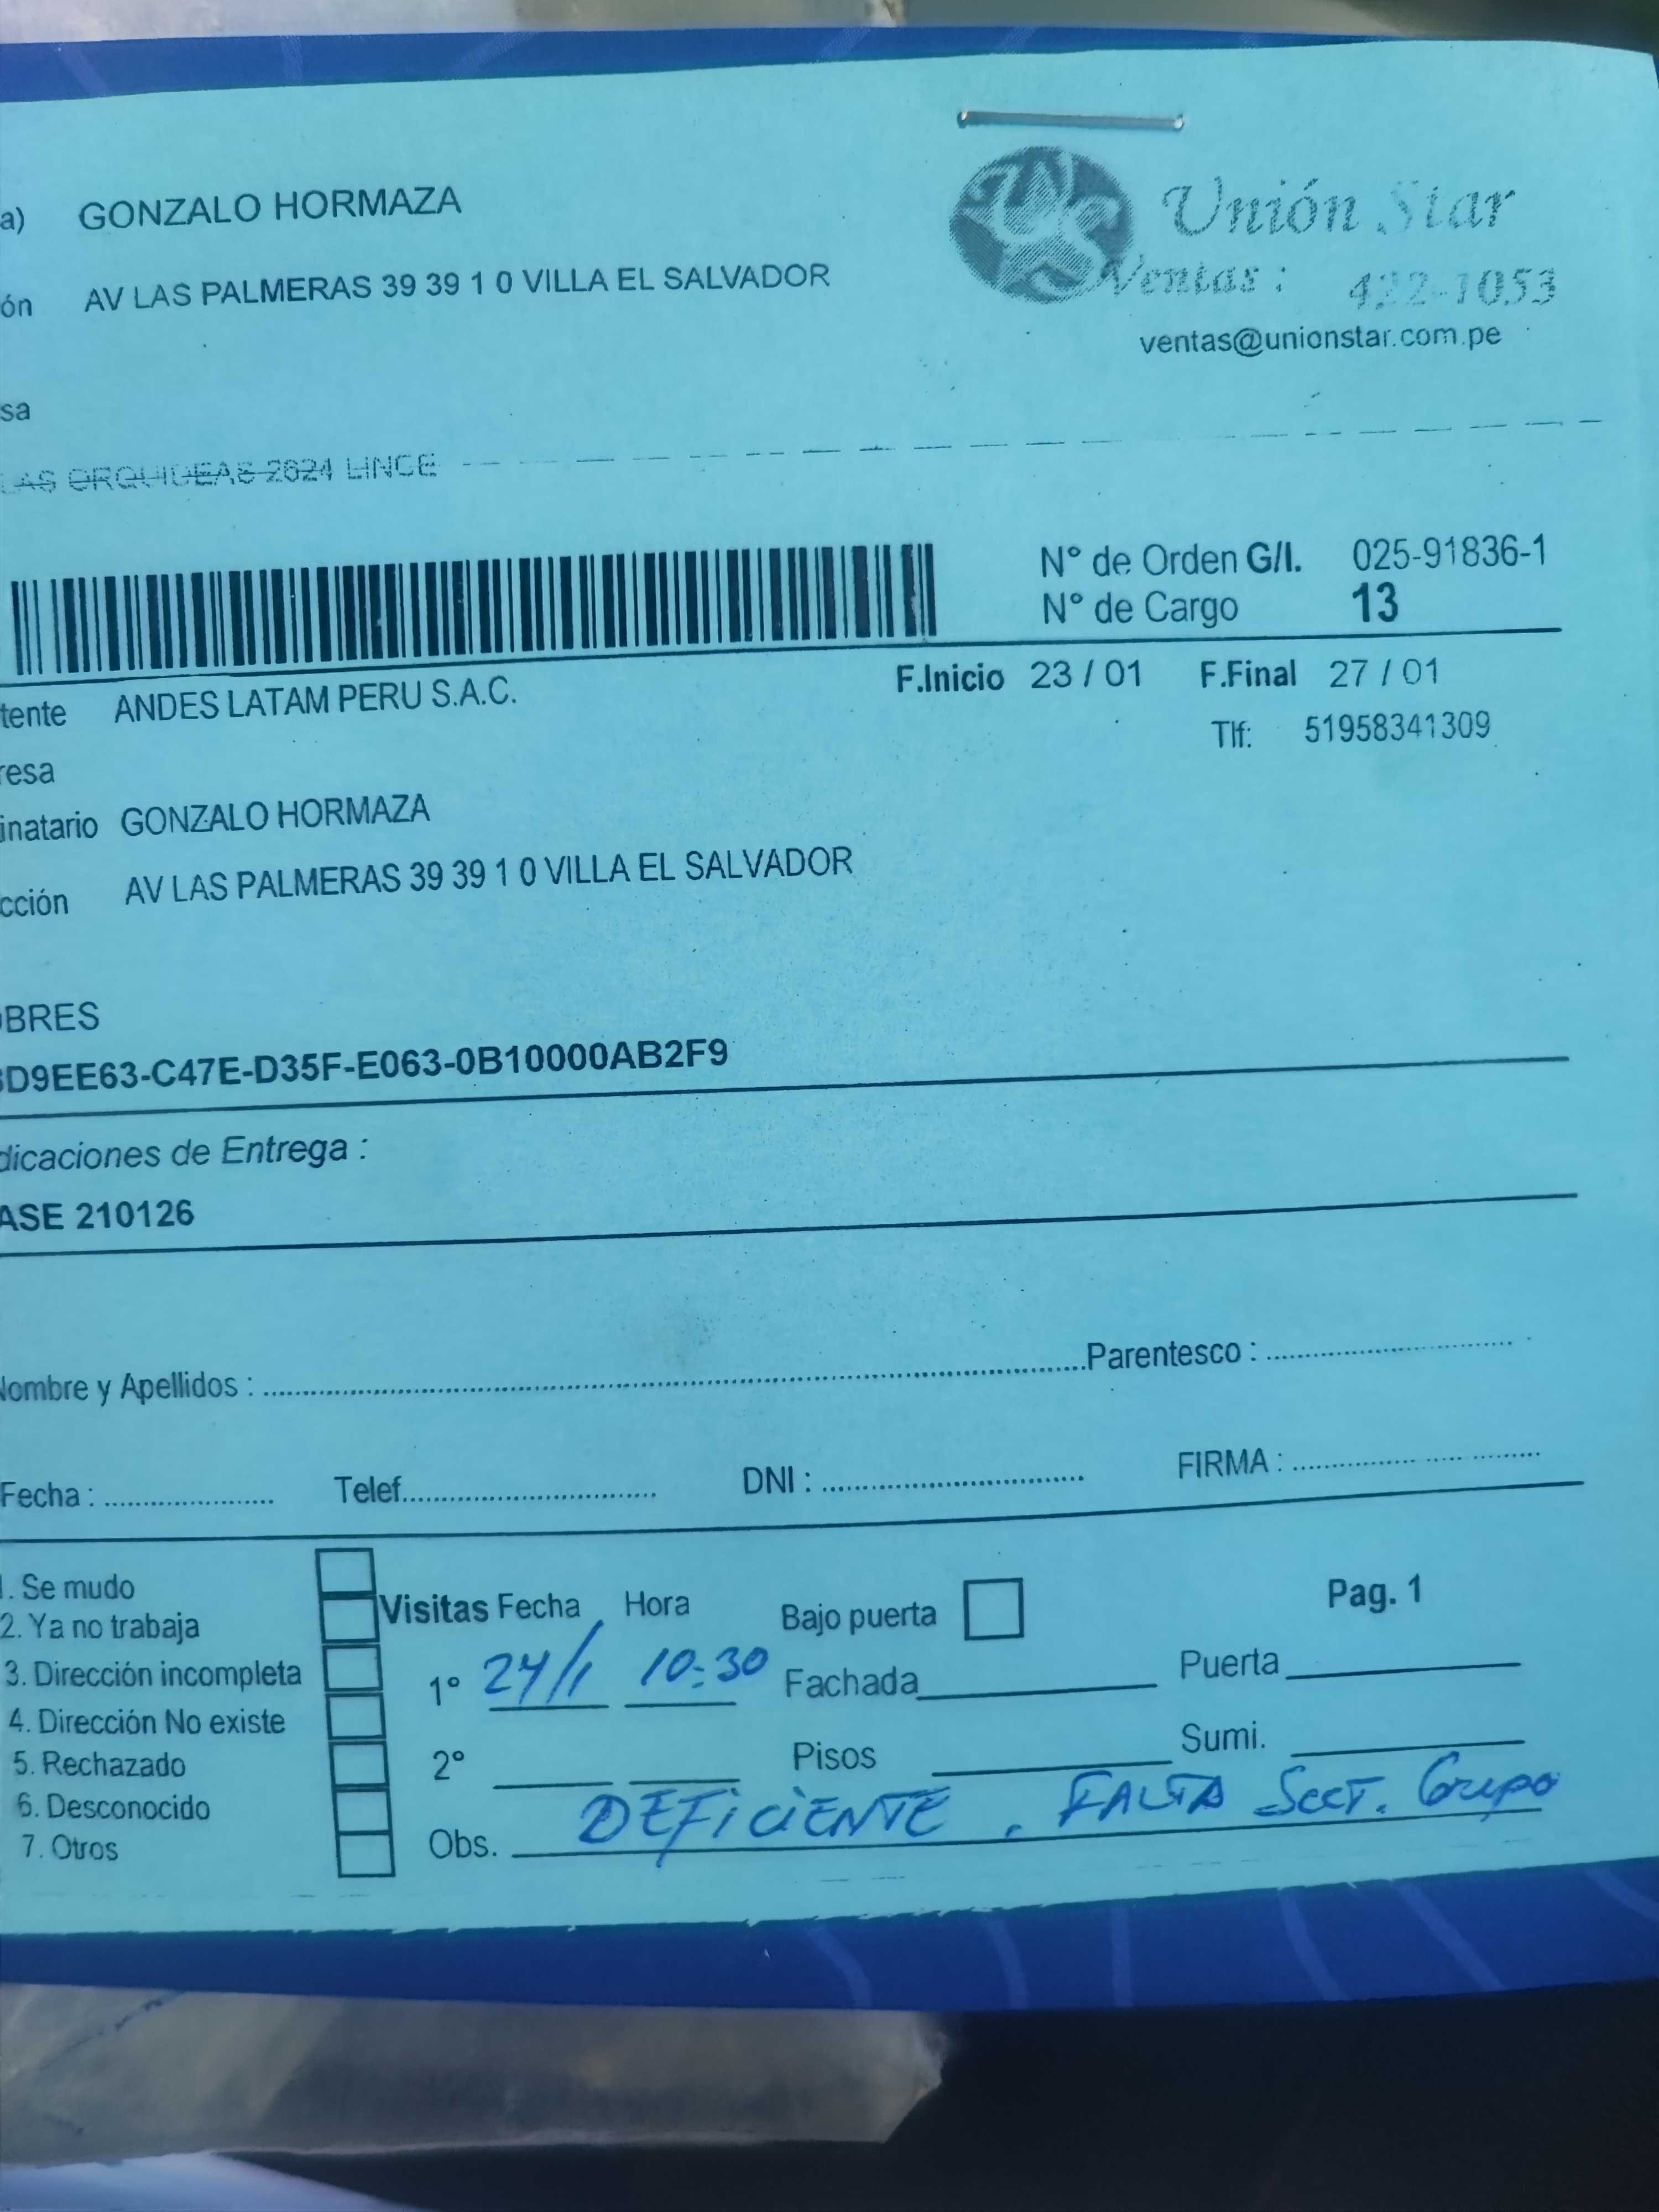 a) GONZALO HORMAZA
ón AV LAS PALMERAS 39 39 1 0 VILLA EL SALVADOR
Unión Star
Ventas : 422-1053
ventas@unionstar.com.pe
sa
LAS ORQUIDEAS 2624 LINCE
N° de Orden G/I. 025-91836-1
N° de Cargo 13
tente ANDES LATAM PERU S.A.C.
F.Inicio 23 / 01 F.Final 27 / 01
Tlf: 51958341309
resa
inatario GONZALO HORMAZA
cción AV LAS PALMERAS 39 39 1 0 VILLA EL SALVADOR
OBRES
D9EE63-C47E-D35F-E063-0B10000AB2F9
dicaciones de Entrega :
ASE 210126
Nombre y Apellidos : Parentesco :
Fecha : Telef. DNI : FIRMA :
1. Se mudo
2. Ya no trabaja
3. Dirección incompleta
4. Dirección No existe
5. Rechazado
6. Desconocido
7. Otros
Visitas Fecha Hora Bajo puerta Pag. 1
1° 24/1 10:30 Fachada Puerta
2° Pisos Sumi.
Obs. DEFICIENTE . FALTA Sect. Grupo